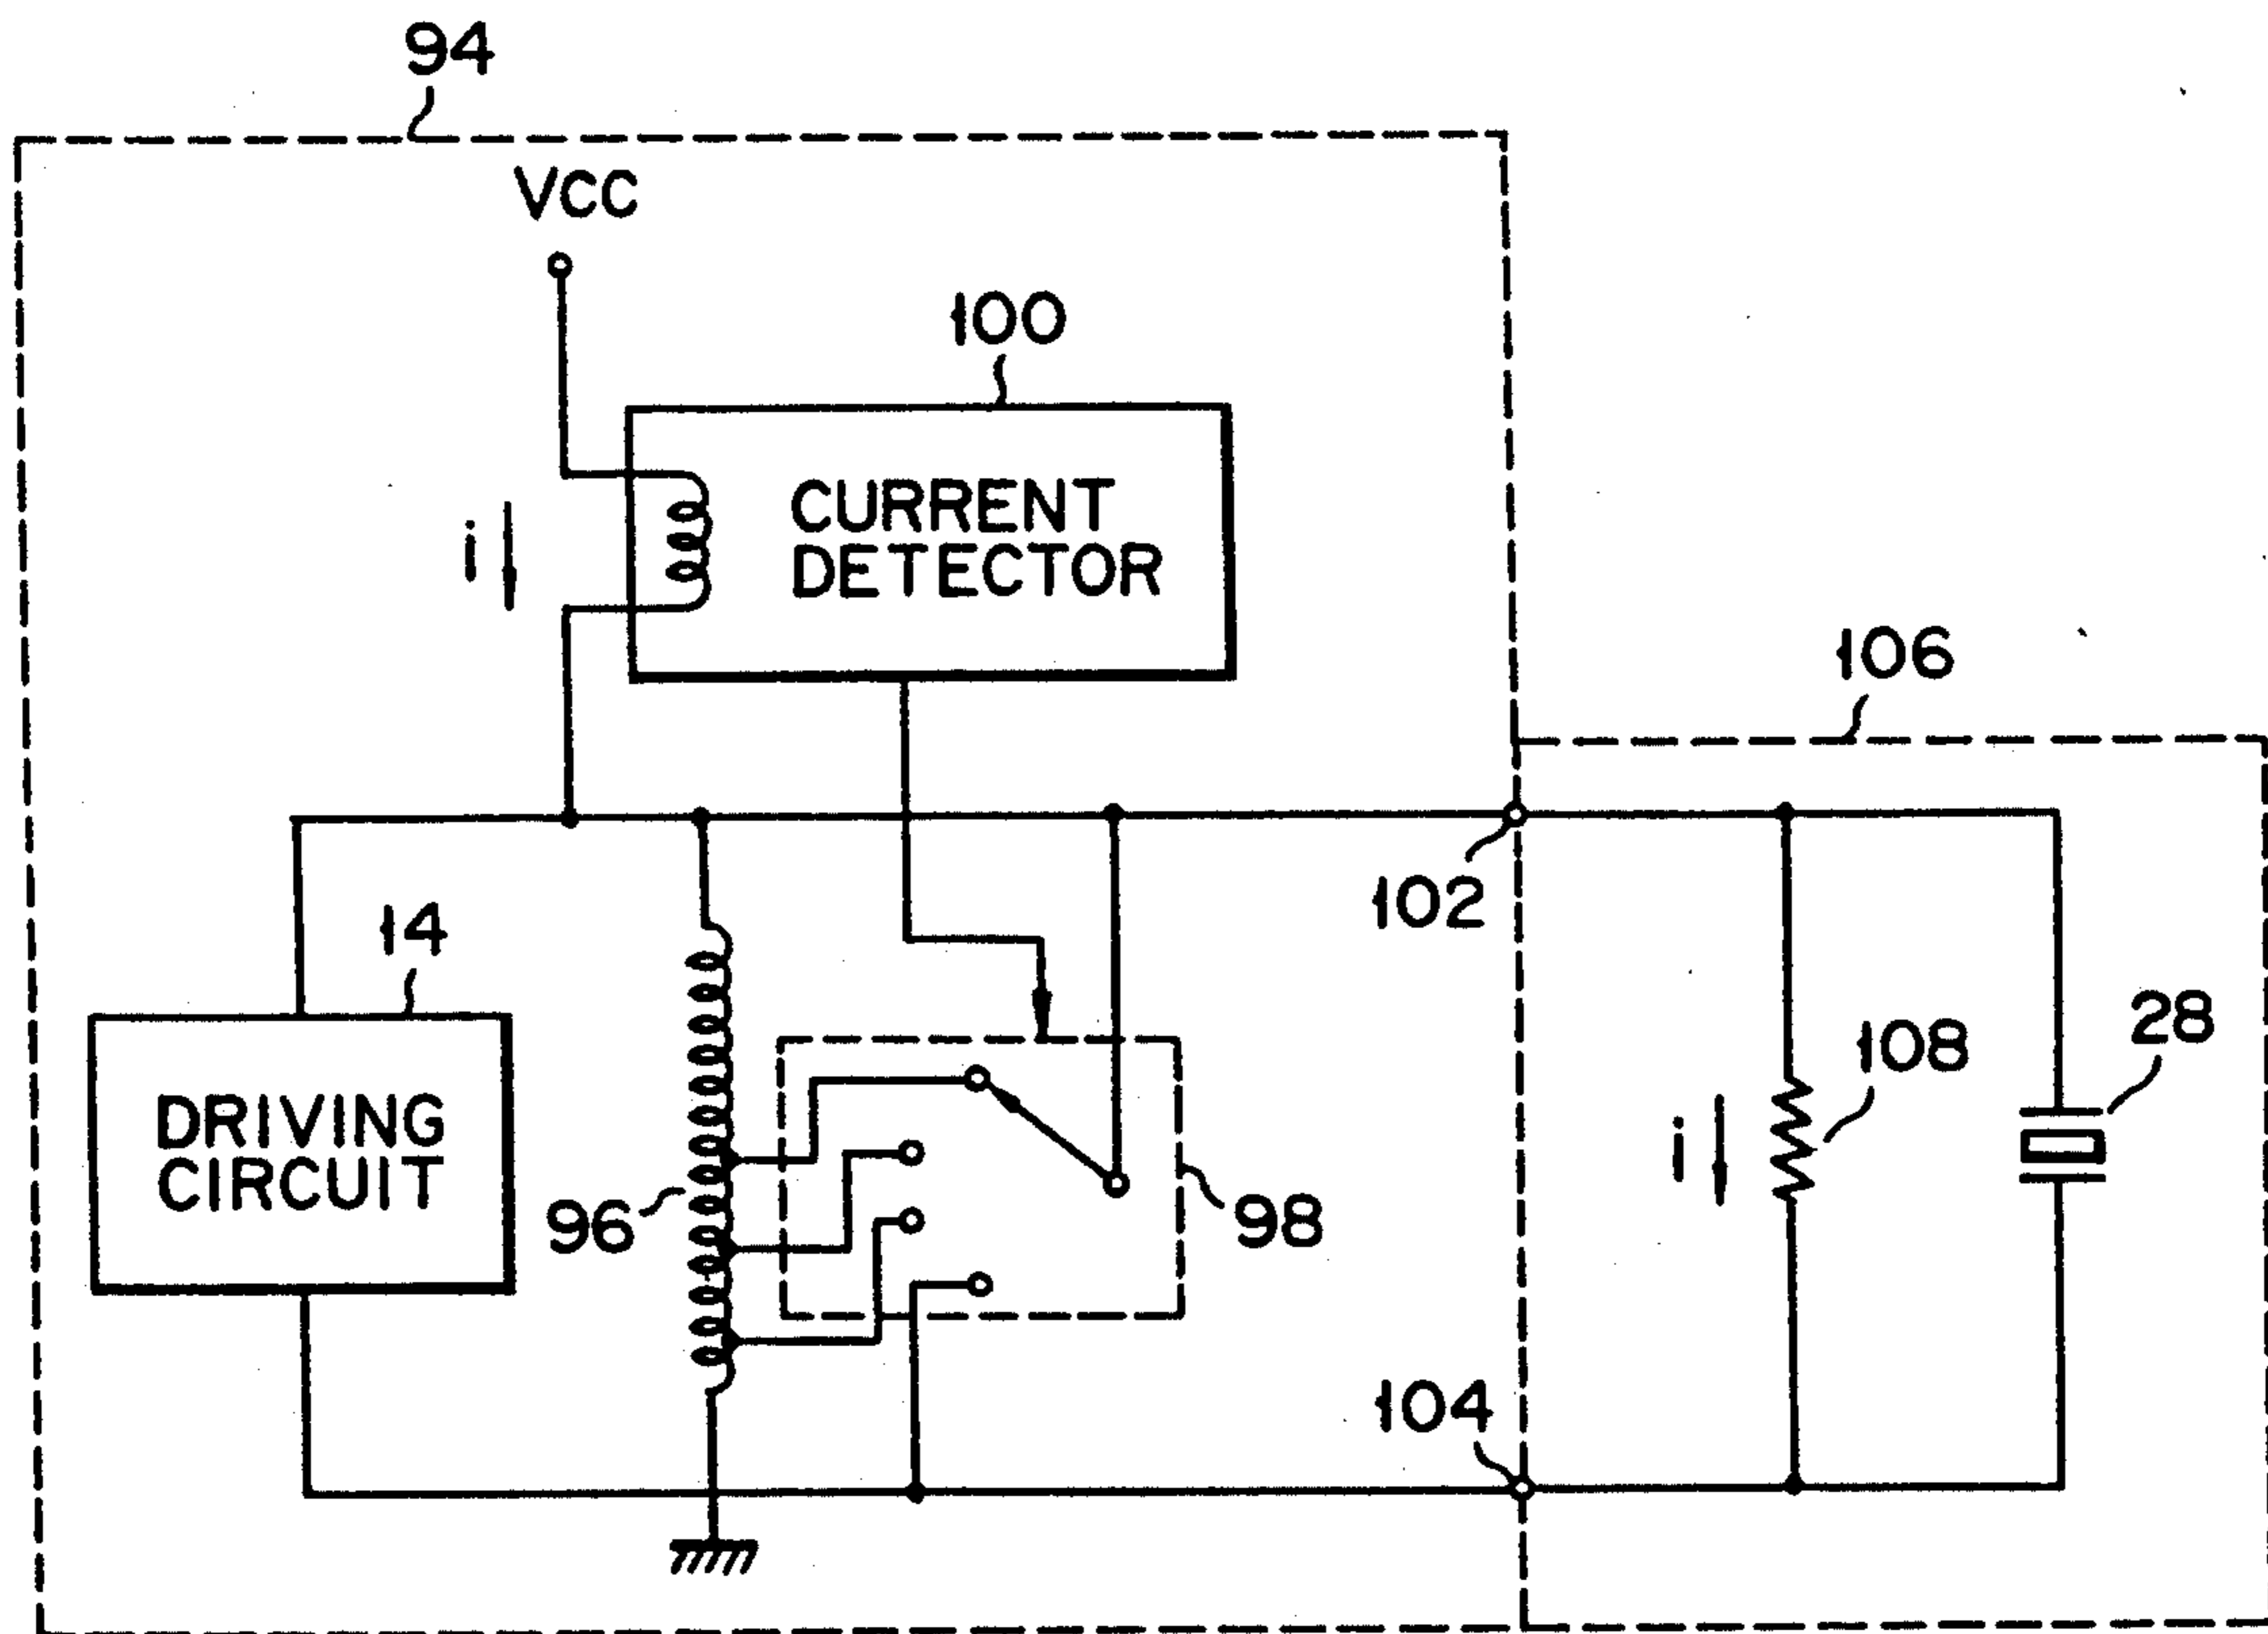 94
VCC
100
i
CURRENT
DETECTOR
106
102
14
28
108
DRIVING
CIRCUIT
i
96
98
104